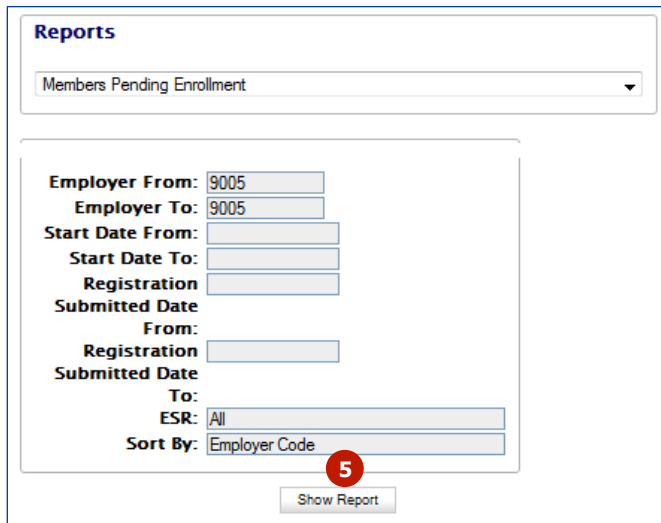 Reports
Members Pending Enrollment
Employer From: 9005
Employer To: 9005
Start Date From:
Start Date To:
Registration
Submitted Date
From:
Registration
Submitted Date
To:
ESR: All
Sort By: Employer Code
5
Show Report